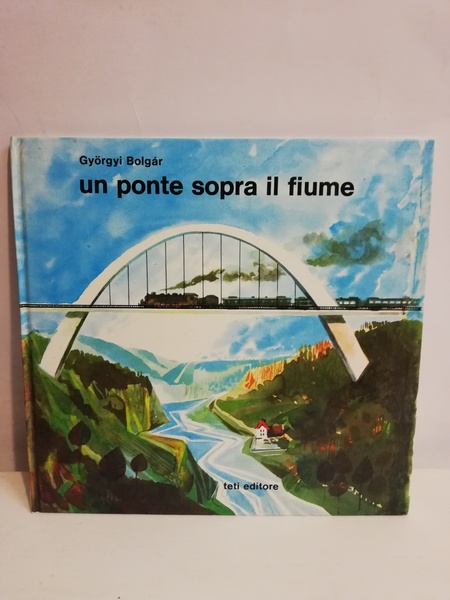 Györgyi Bolgár
un ponte sopra il fiume
teti editore